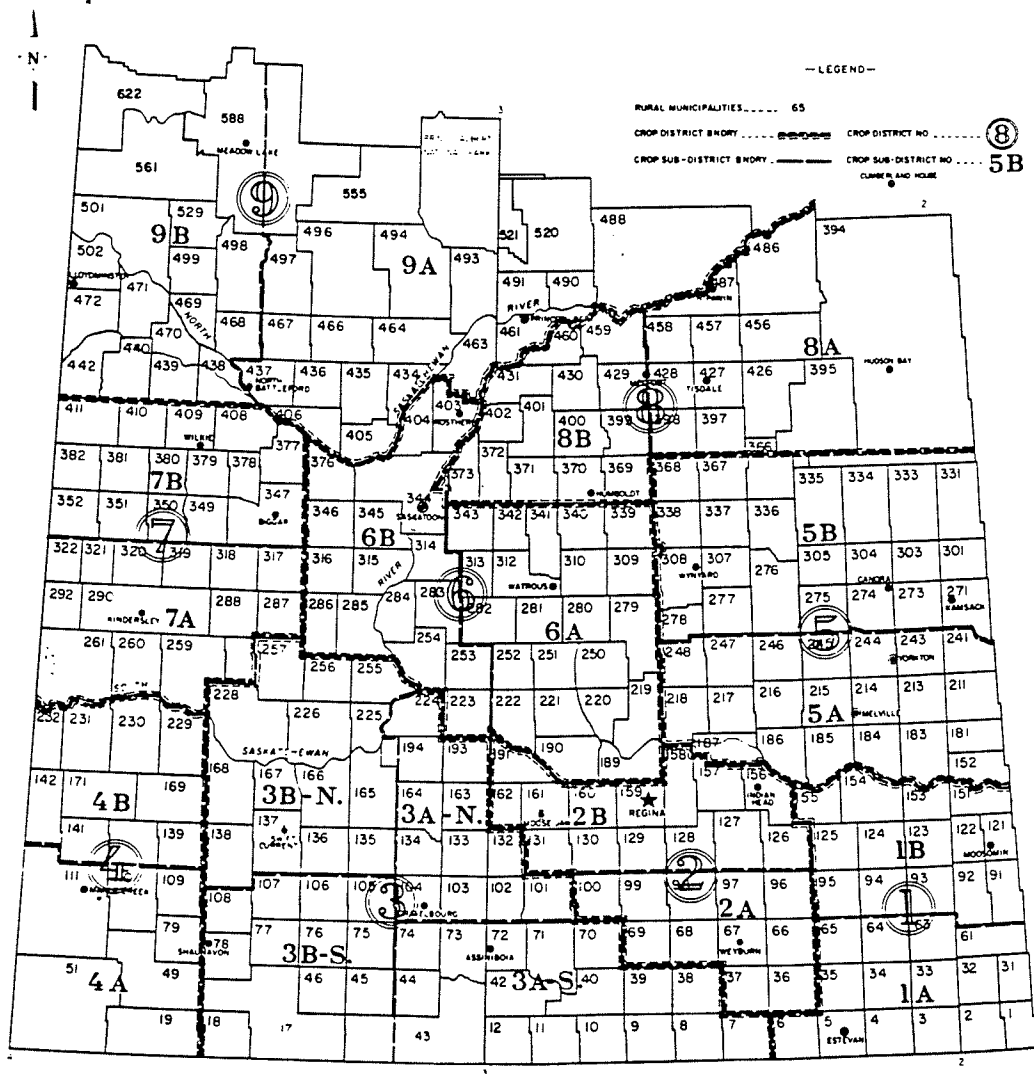 N
—LEGEND—
RURAL MUNICIPALITIES 65
CROP DISTRICT BNDRY CROP DISTRICT NO 8
CROP SUB-DISTRICT BNDRY CROP SUB-DISTRICT NO 5B
CUMBERLAND HOUSE
622
588
MEADOW LAKE
561
9
555
501 529 496 494 521 520 488 486 394
9B 498 9A 493
502 499 497
LLOYDMINSTER 471 491 490 487
472 469 RIVER
470 NORTH 468 467 466 464 461 460 459 458 457 456
463 8A
440 HUDSON BAY
442 439 438 437 436 435 434 431 430 429 428 427 426 395
NORTH BATTLEFORD SASKATCHEWAN TISDALE
411 410 409 408 406 404 403 402 401 400 399 8 398 397
WILKIE 405 8B 366
382 381 380 379 378 377 376 373 372 371 370 369 368 367
7B 335 334 333 331
352 351 350 349 347 346 345 344 HUMBOLDT 336
7 BIGGAR SASKATOON 343 342 341 340 339 338 337 5B
6B 314
322 321 320 319 318 317 316 315 313 312 310 309 308 307 305 304 303 301
RIVER WATROUS WYNYARD 276 CANORA
292 290 288 287 286 285 284 283 6 282 281 280 279 277 275 274 273 271
KINDERSLEY 7A 6A 278 KAMSACK
261 260 259 257 254 5
256 255 253 252 251 250 248 246 245 244 243 241
YORKTON
SOUTH 228 224 223 222 221 220 219 218 217 216 215 214 213 211
232 231 230 229 226 225 5A MELVILLE
SASKATCHEWAN 194 193 191 190 189 187 186 185 184 183 181
168 158 157 156 152
142 171 169 167 166 165 164 163 162 161 160 159 INDIAN HEAD 155 154 153 151
4B 3B-N. 3A-N. 2B REGINA
141 139 138 137 136 135 134 133 132 131 130 129 128 127 126 125 124 123 122 121
1B MOOSOMIN
4
111 109 108 107 106 105 104 103 102 101 100 99 2 97 96 95 94 93 92 91
3 2A 1
79 78 77 76 75 74 73 72 71 70 69 68 67 66 65 64 63 61
SHAUNAVON ASSINIBOIA WEYBURN
3B-S.
51 49 46 45 44 42 3A-S. 40 39 38 37 36 35 34 33 32 31
4A 1A
19 18 17 43 12 11 10 9 8 7 6 5 4 3 2 1
ESTEVAN